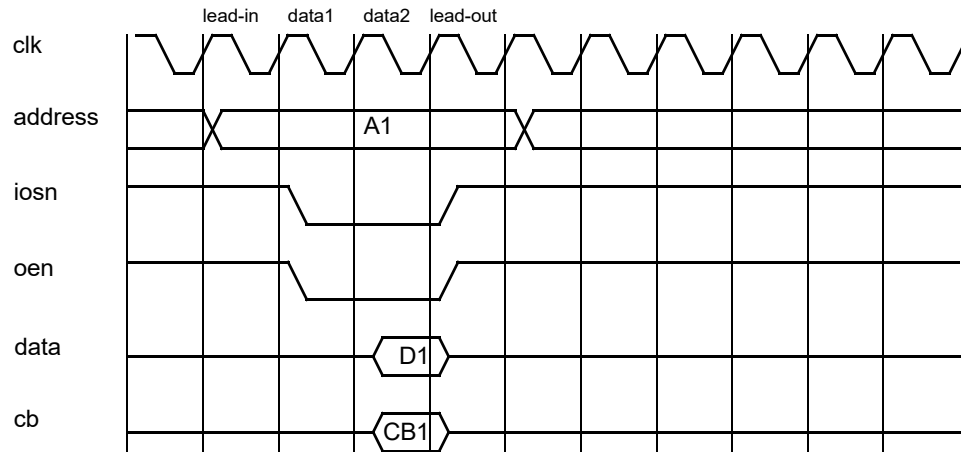 lead-in data1 data2 lead-out
clk
address A1
iosn
oen
data D1
cb CB1